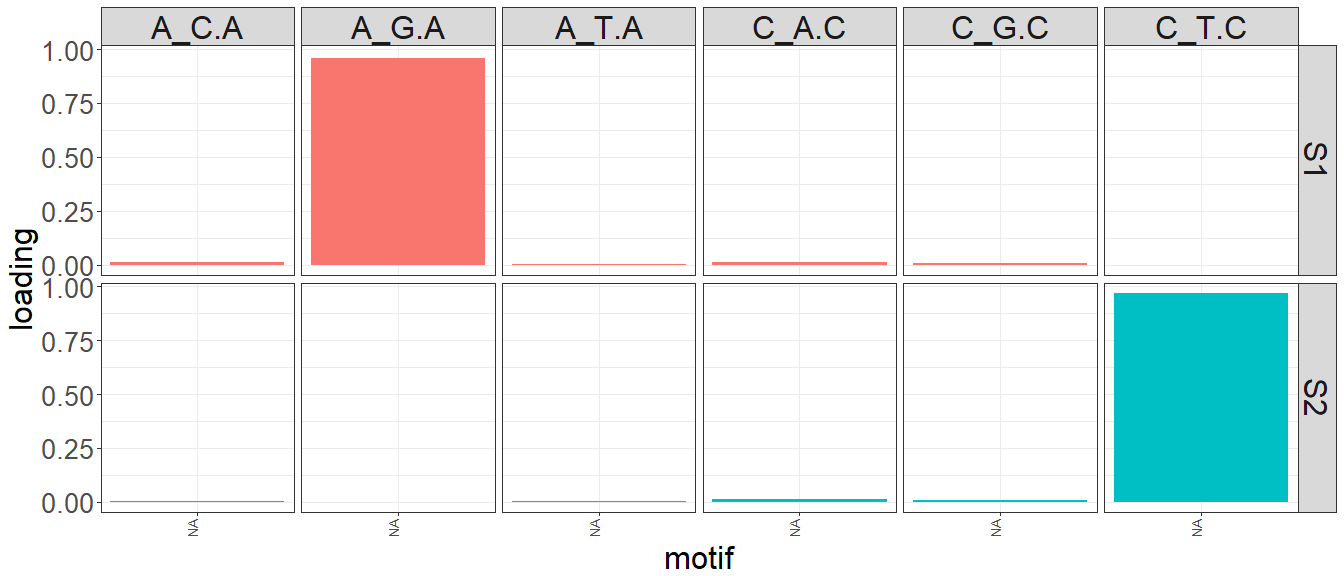 A_C.A A_G.A A_T.A C_A.C C_G.C C_T.C
1.00
0.75
0.50
0.25
0.00
S1
loading
1.00
0.75
0.50
0.25
0.00
S2
NA NA NA NA NA NA
motif